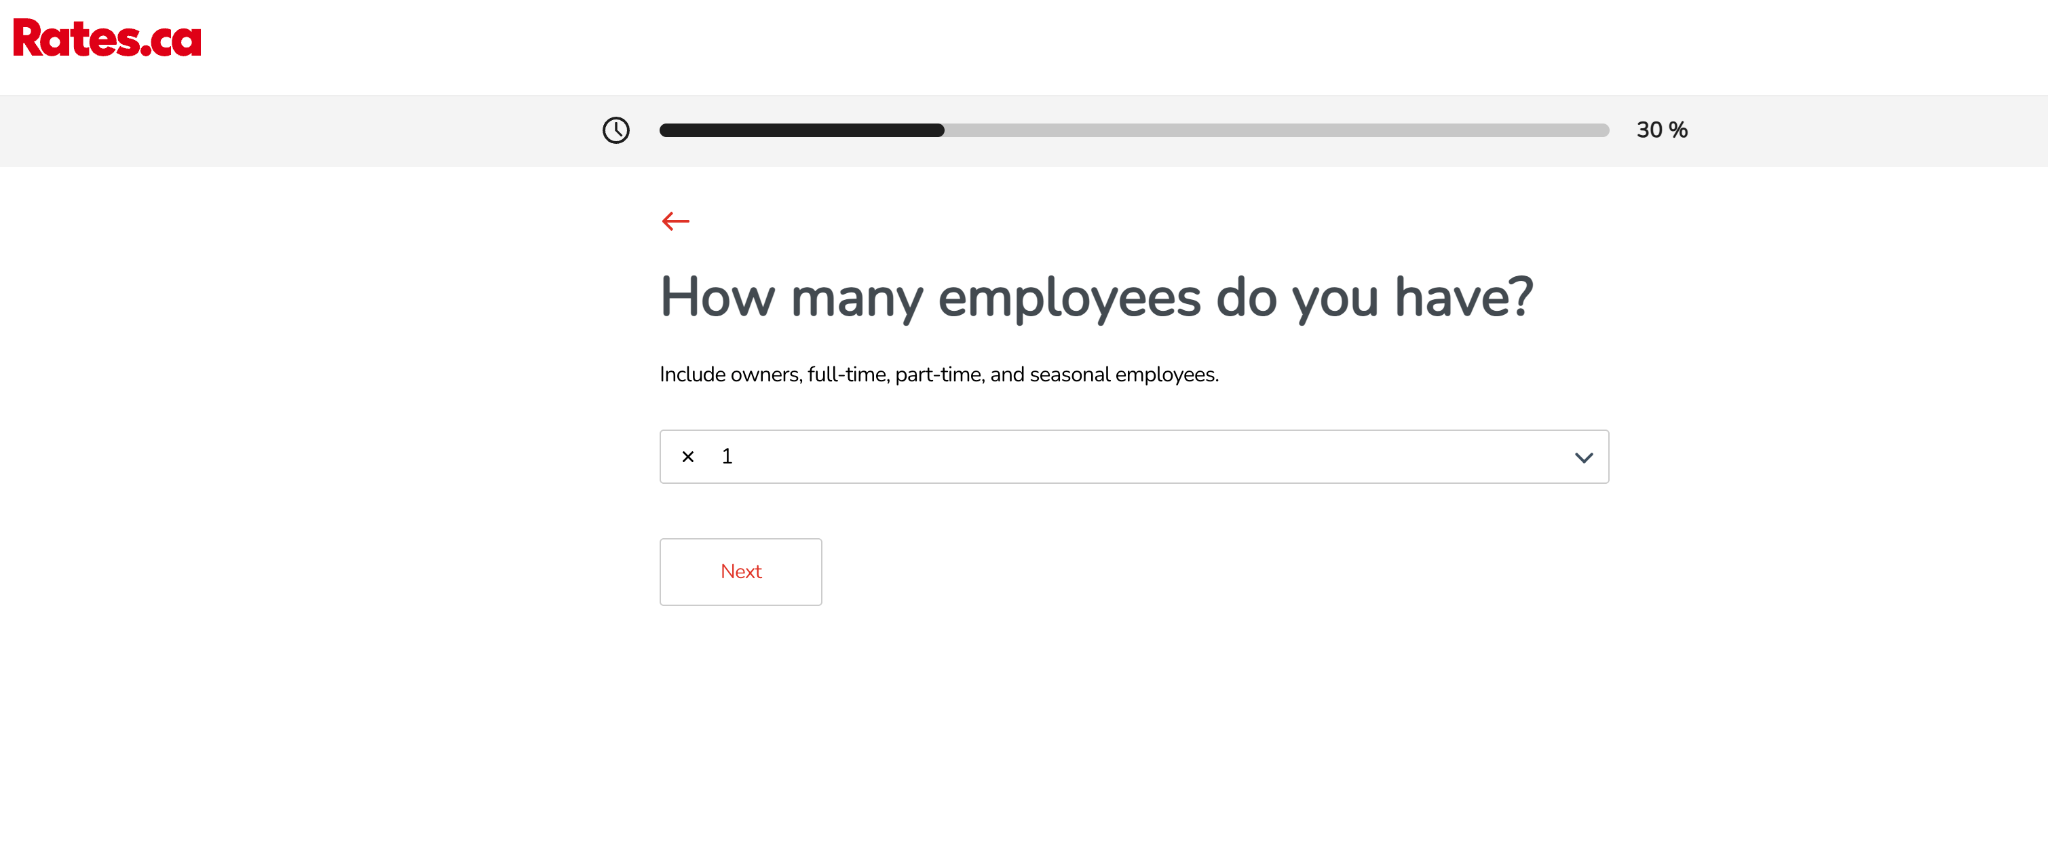 Rates.ca
30 %
How many employees do you have?
Include owners, full-time, part-time, and seasonal employees.
× 1
Next